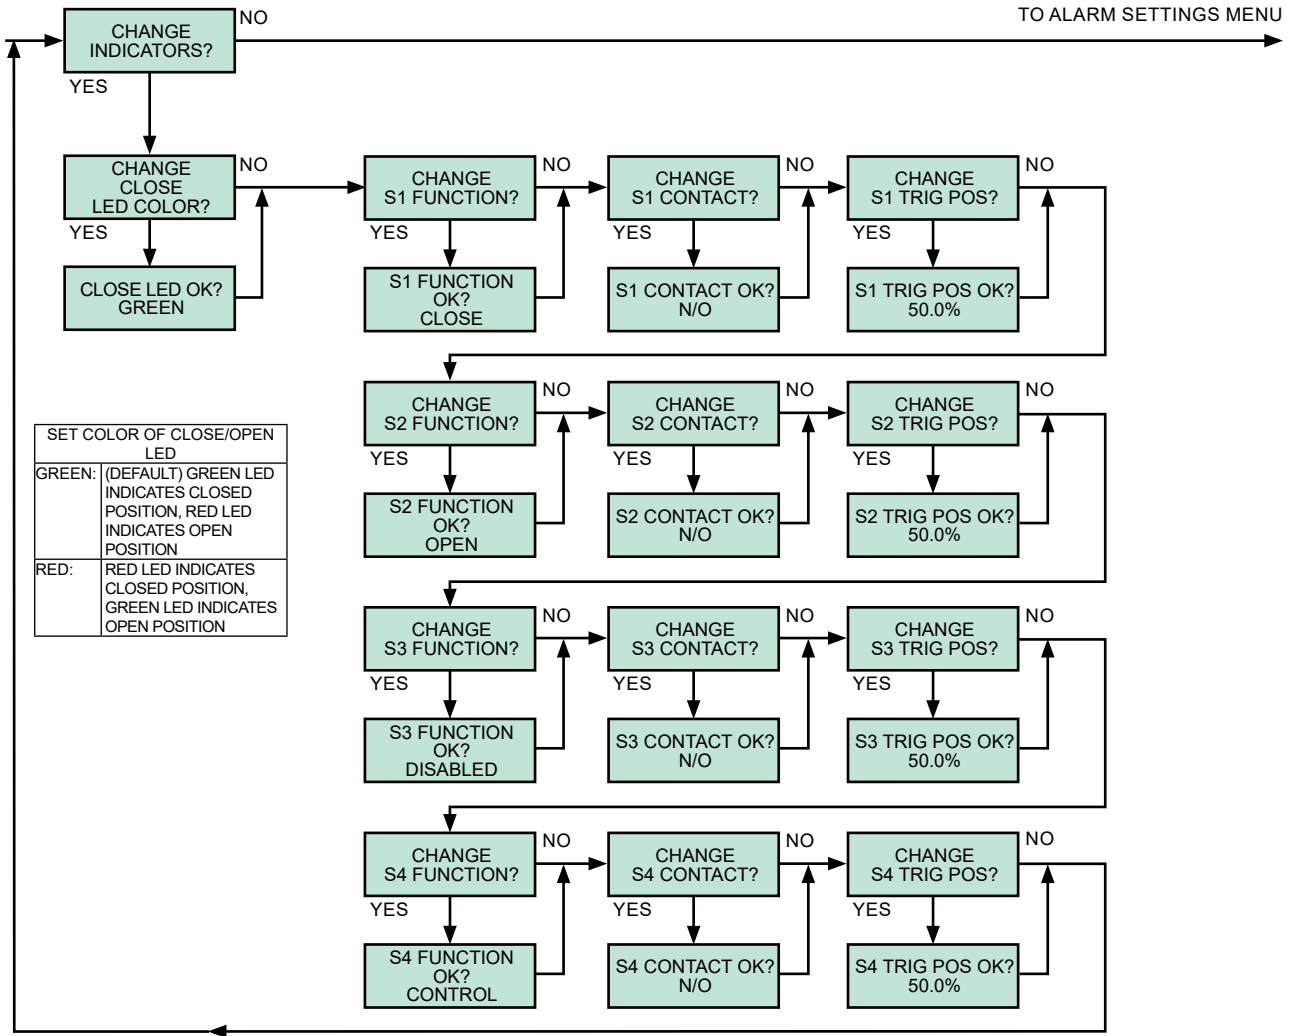 TO ALARM SETTINGS MENU
CHANGE
INDICATORS?
NO
YES
CHANGE
CLOSE
LED COLOR?
NO
YES
CLOSE LED OK?
GREEN
CHANGE
S1 FUNCTION?
NO
YES
S1 FUNCTION
OK?
CLOSE
CHANGE
S1 CONTACT?
NO
YES
S1 CONTACT OK?
N/O
CHANGE
S1 TRIG POS?
NO
YES
S1 TRIG POS OK?
50.0%
CHANGE
S2 FUNCTION?
NO
YES
S2 FUNCTION
OK?
OPEN
CHANGE
S2 CONTACT?
NO
YES
S2 CONTACT OK?
N/O
CHANGE
S2 TRIG POS?
NO
YES
S2 TRIG POS OK?
50.0%
SET COLOR OF CLOSE/OPEN
LED
GREEN:
(DEFAULT) GREEN LED
INDICATES CLOSED
POSITION, RED LED
INDICATES OPEN
POSITION
RED:
RED LED INDICATES
CLOSED POSITION,
GREEN LED INDICATES
OPEN POSITION
CHANGE
S3 FUNCTION?
NO
YES
S3 FUNCTION
OK?
DISABLED
CHANGE
S3 CONTACT?
NO
YES
S3 CONTACT OK?
N/O
CHANGE
S3 TRIG POS?
NO
YES
S3 TRIG POS OK?
50.0%
CHANGE
S4 FUNCTION?
NO
YES
S4 FUNCTION
OK?
CONTROL
CHANGE
S4 CONTACT?
NO
YES
S4 CONTACT OK?
N/O
CHANGE
S4 TRIG POS?
NO
YES
S4 TRIG POS OK?
50.0%